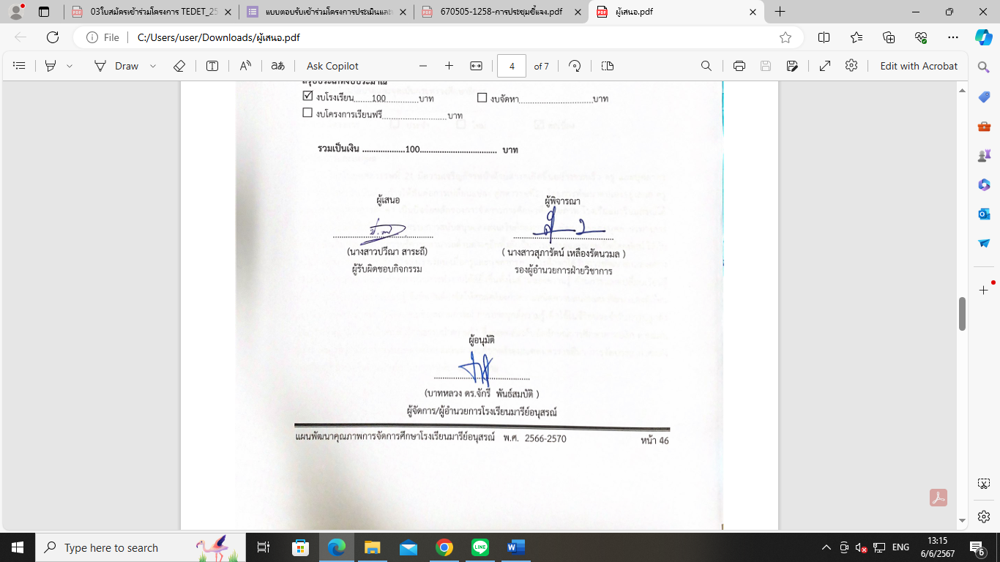 03ใบสมัครเข้าร่วมโครงการ TEDET_25
แบบตอบรับเข้าร่วมโครงการประเมินและ
670505-1258-การประชุมชี้แจง.pdf
ผู้เสนอ.pdf
File C:/Users/user/Downloads/ผู้เสนอ.pdf
Draw Ask Copilot 4 of 7 Edit with Acrobat
สรุปประเภทงบประมาณ
☑ งบโรงเรียน........100............บาท ☐ งบจัดหา............................บาท
☐ งบโครงการเรียนฟรี........................บาท
รวมเป็นเงิน ...................100.................................. บาท
ผู้เสนอ ผู้พิจารณา
(นางสาวปวีณา สาระถี) ( นางสาวสุภารัตน์ เหลืองรัตนวมล )
ผู้รับผิดชอบกิจกรรม รองผู้อำนวยการฝ่ายวิชาการ
ผู้อนุมัติ
(บาทหลวง ดร.จักรี พันธ์สมบัติ )
ผู้จัดการ/ผู้อำนวยการโรงเรียนมารีย์อนุสรณ์
แผนพัฒนาคุณภาพการจัดการศึกษาโรงเรียนมารีย์อนุสรณ์ พ.ศ. 2566-2570 หน้า 46
Type here to search
ENG
13:15
6/6/2567
6